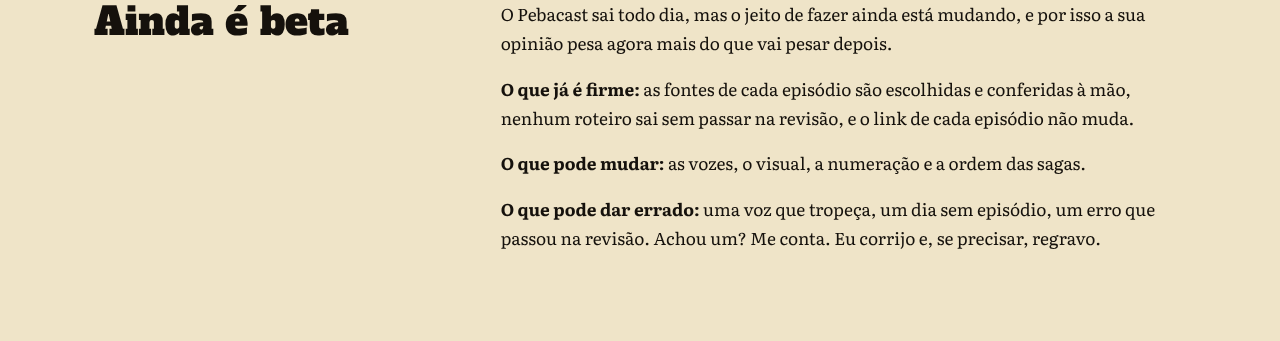 Ainda é beta
O Pebacast sai todo dia, mas o jeito de fazer ainda está mudando, e por isso a sua
opinião pesa agora mais do que vai pesar depois.
O que já é firme: as fontes de cada episódio são escolhidas e conferidas à mão,
nenhum roteiro sai sem passar na revisão, e o link de cada episódio não muda.
O que pode mudar: as vozes, o visual, a numeração e a ordem das sagas.
O que pode dar errado: uma voz que tropeça, um dia sem episódio, um erro que
passou na revisão. Achou um? Me conta. Eu corrijo e, se precisar, regravo.